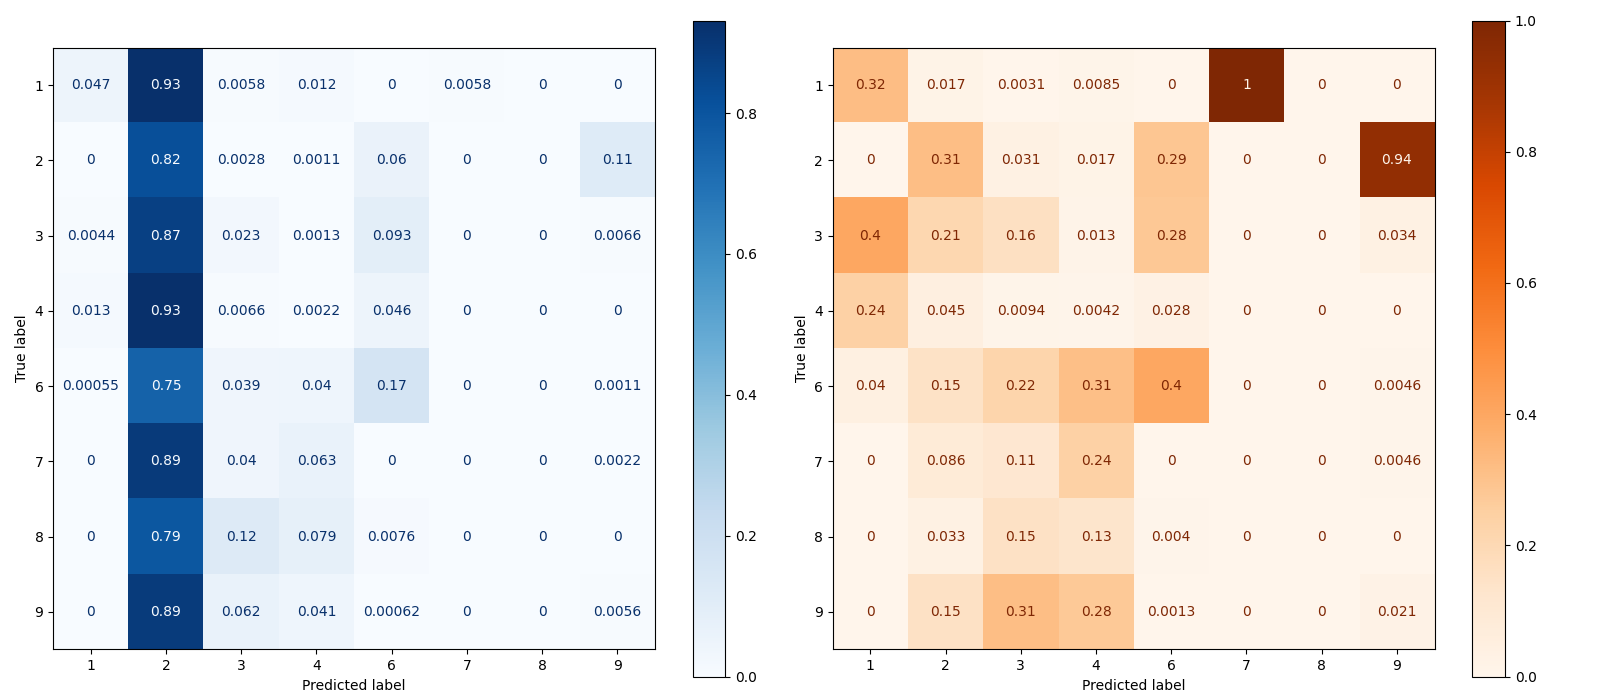 1 0.047 0.93 0.0058 0.012 0 0.0058 0 0
2 0 0.82 0.0028 0.0011 0.06 0 0 0.11
3 0.0044 0.87 0.023 0.0013 0.093 0 0 0.0066
4 0.013 0.93 0.0066 0.0022 0.046 0 0 0
6 0.00055 0.75 0.039 0.04 0.17 0 0 0.0011
7 0 0.89 0.04 0.063 0 0 0 0.0022
8 0 0.79 0.12 0.079 0.0076 0 0 0
9 0 0.89 0.062 0.041 0.00062 0 0 0.0056
1 2 3 4 6 7 8 9
True label
Predicted label
0.8
0.6
0.4
0.2
0.0
1 0.32 0.017 0.0031 0.0085 0 1 0 0
2 0 0.31 0.031 0.017 0.29 0 0 0.94
3 0.4 0.21 0.16 0.013 0.28 0 0 0.034
4 0.24 0.045 0.0094 0.0042 0.028 0 0 0
6 0.04 0.15 0.22 0.31 0.4 0 0 0.0046
7 0 0.086 0.11 0.24 0 0 0 0.0046
8 0 0.033 0.15 0.13 0.004 0 0 0
9 0 0.15 0.31 0.28 0.0013 0 0 0.021
1 2 3 4 6 7 8 9
True label
Predicted label
1.0
0.8
0.6
0.4
0.2
0.0